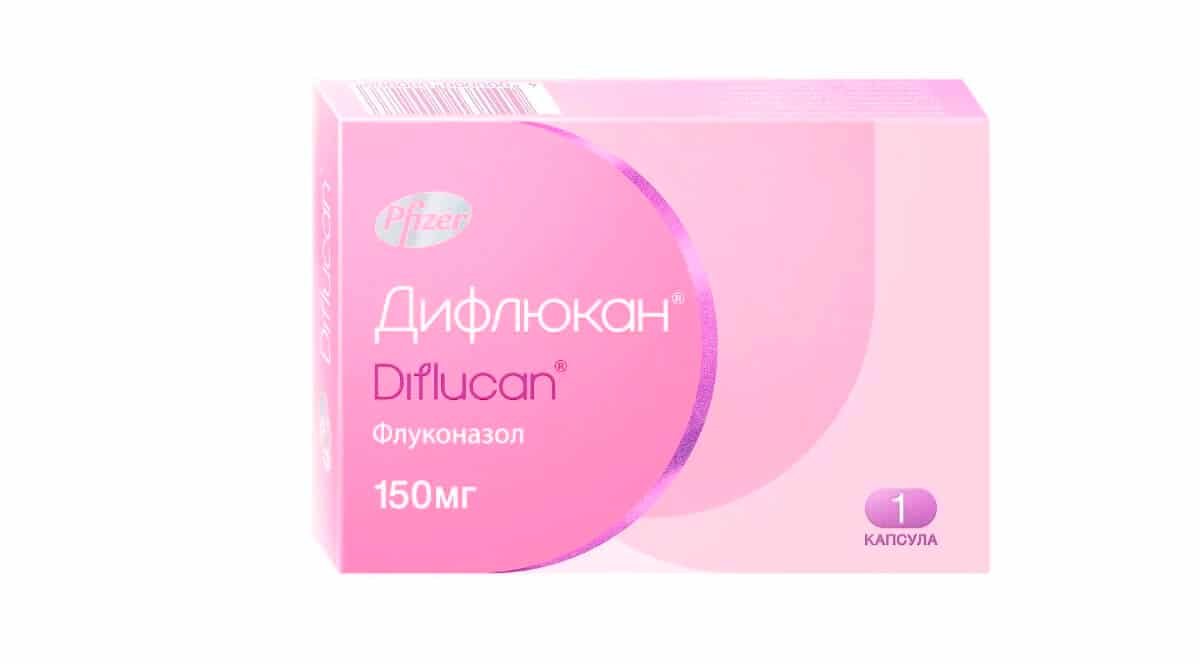 Pfizer
Дифлюкан®
Diflucan®
Флуконазол
150мг
1
КАПСУЛА
Diflucan®